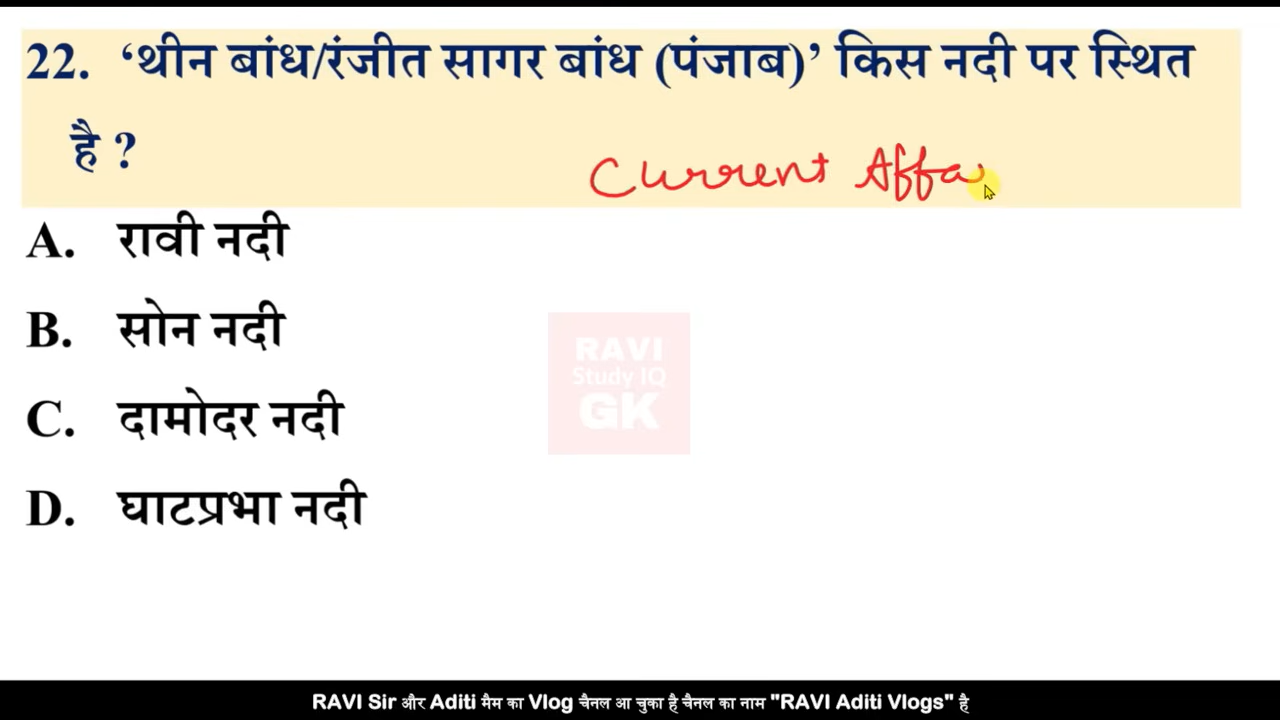 22. ‘थीन बांध/रंजीत सागर बांध (पंजाब)’ किस नदी पर स्थित
है ?
Current Affa
A. रावी नदी
B. सोन नदी
RAVI
Study IQ
GK
C. दामोदर नदी
D. घाटप्रभा नदी
RAVI Sir और Aditi मैम का Vlog चैनल आ चुका है चैनल का नाम "RAVI Aditi Vlogs" है